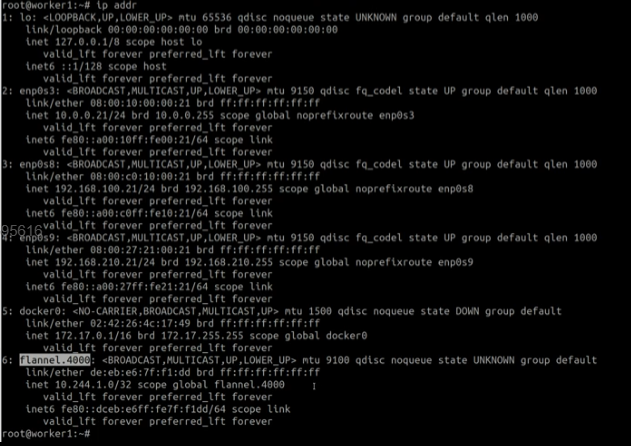 root@worker1:~# ip addr
1: lo: <LOOPBACK,UP,LOWER_UP> mtu 65536 qdisc noqueue state UNKNOWN group default qlen 1000
link/loopback 00:00:00:00:00:00 brd 00:00:00:00:00:00
inet 127.0.0.1/8 scope host lo
valid_lft forever preferred_lft forever
inet6 ::1/128 scope host
valid_lft forever preferred_lft forever
2: enp0s3: <BROADCAST,MULTICAST,UP,LOWER_UP> mtu 9150 qdisc fq_codel state UP group default qlen 1000
link/ether 08:00:10:00:00:21 brd ff:ff:ff:ff:ff:ff
inet 10.0.0.21/24 brd 10.0.0.255 scope global noprefixroute enp0s3
valid_lft forever preferred_lft forever
inet6 fe80::a00:10ff:fe00:21/64 scope link
valid_lft forever preferred_lft forever
3: enp0s8: <BROADCAST,MULTICAST,UP,LOWER_UP> mtu 9150 qdisc fq_codel state UP group default qlen 1000
link/ether 08:00:c0:10:00:21 brd ff:ff:ff:ff:ff:ff
inet 192.168.100.21/24 brd 192.168.100.255 scope global noprefixroute enp0s8
valid_lft forever preferred_lft forever
inet6 fe80::a00:c0ff:fe10:21/64 scope link
valid_lft forever preferred_lft forever
95616
4: enp0s9: <BROADCAST,MULTICAST,UP,LOWER_UP> mtu 9150 qdisc fq_codel state UP group default qlen 1000
link/ether 08:00:27:21:00:21 brd ff:ff:ff:ff:ff:ff
inet 192.168.210.21/24 brd 192.168.210.255 scope global noprefixroute enp0s9
valid_lft forever preferred_lft forever
inet6 fe80::a00:27ff:fe21:21/64 scope link
valid_lft forever preferred_lft forever
5: docker0: <NO-CARRIER,BROADCAST,MULTICAST,UP> mtu 1500 qdisc noqueue state DOWN group default
link/ether 02:42:26:4c:17:49 brd ff:ff:ff:ff:ff:ff
inet 172.17.0.1/16 brd 172.17.255.255 scope global docker0
valid_lft forever preferred_lft forever
6: flannel.4000: <BROADCAST,MULTICAST,UP,LOWER_UP> mtu 9100 qdisc noqueue state UNKNOWN group default
link/ether de:eb:e6:7f:f1:dd brd ff:ff:ff:ff:ff:ff
inet 10.244.1.0/32 scope global flannel.4000
valid_lft forever preferred_lft forever
inet6 fe80::dceb:e6ff:fe7f:f1dd/64 scope link
valid_lft forever preferred_lft forever
root@worker1:~#